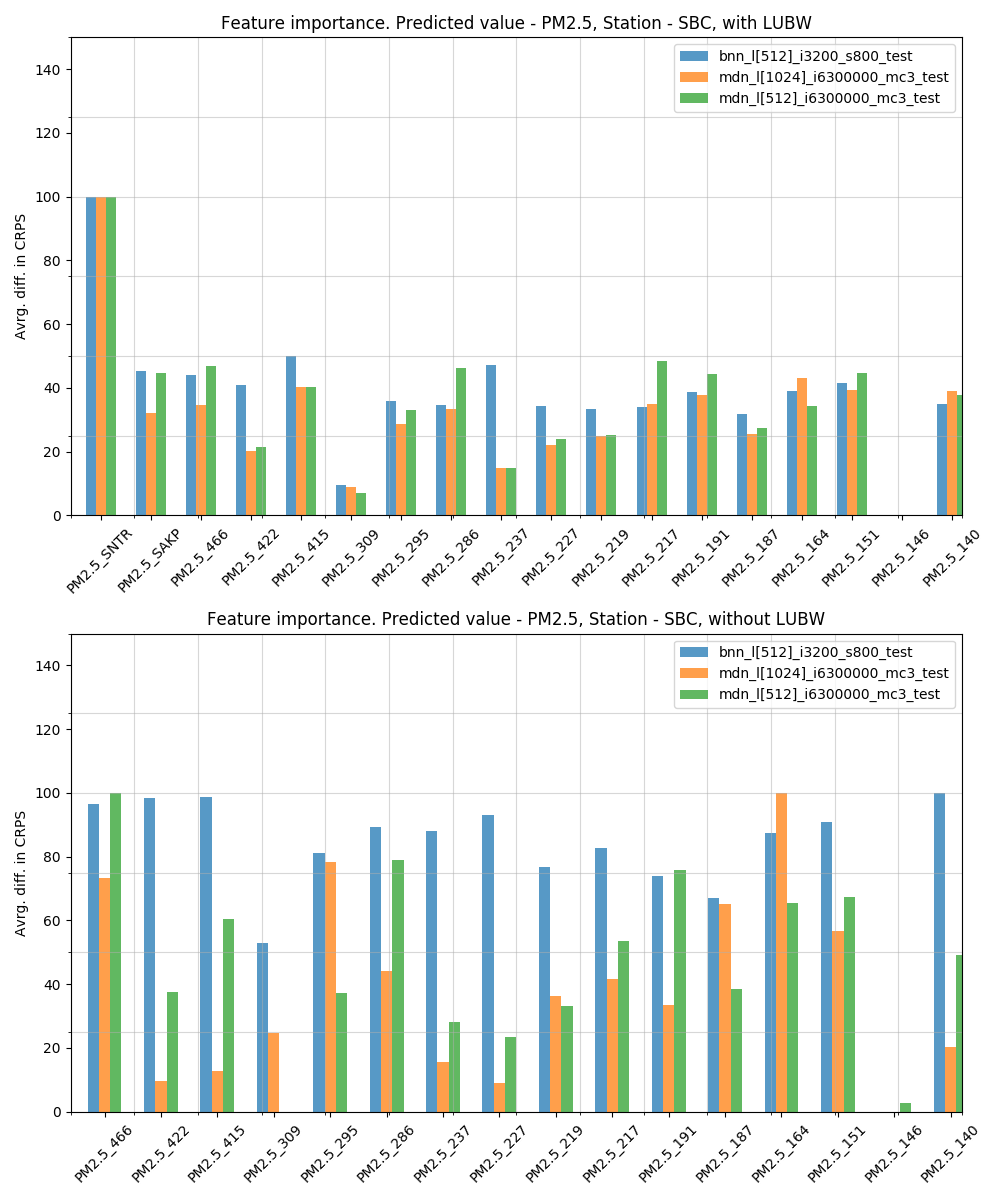 Feature importance. Predicted value - PM2.5, Station - SBC, with LUBW
bnn_l[512]_i3200_s800_test
mdn_l[1024]_i6300000_mc3_test
mdn_l[512]_i6300000_mc3_test
Avrg. diff. in CRPS
140
120
100
80
60
40
20
0
PM2.5_SNTR
PM2.5_SAKP
PM2.5_466
PM2.5_422
PM2.5_415
PM2.5_309
PM2.5_295
PM2.5_286
PM2.5_237
PM2.5_227
PM2.5_219
PM2.5_217
PM2.5_191
PM2.5_187
PM2.5_164
PM2.5_151
PM2.5_146
PM2.5_140
Feature importance. Predicted value - PM2.5, Station - SBC, without LUBW
bnn_l[512]_i3200_s800_test
mdn_l[1024]_i6300000_mc3_test
mdn_l[512]_i6300000_mc3_test
Avrg. diff. in CRPS
140
120
100
80
60
40
20
0
PM2.5_466
PM2.5_422
PM2.5_415
PM2.5_309
PM2.5_295
PM2.5_286
PM2.5_237
PM2.5_227
PM2.5_219
PM2.5_217
PM2.5_191
PM2.5_187
PM2.5_164
PM2.5_151
PM2.5_146
PM2.5_140